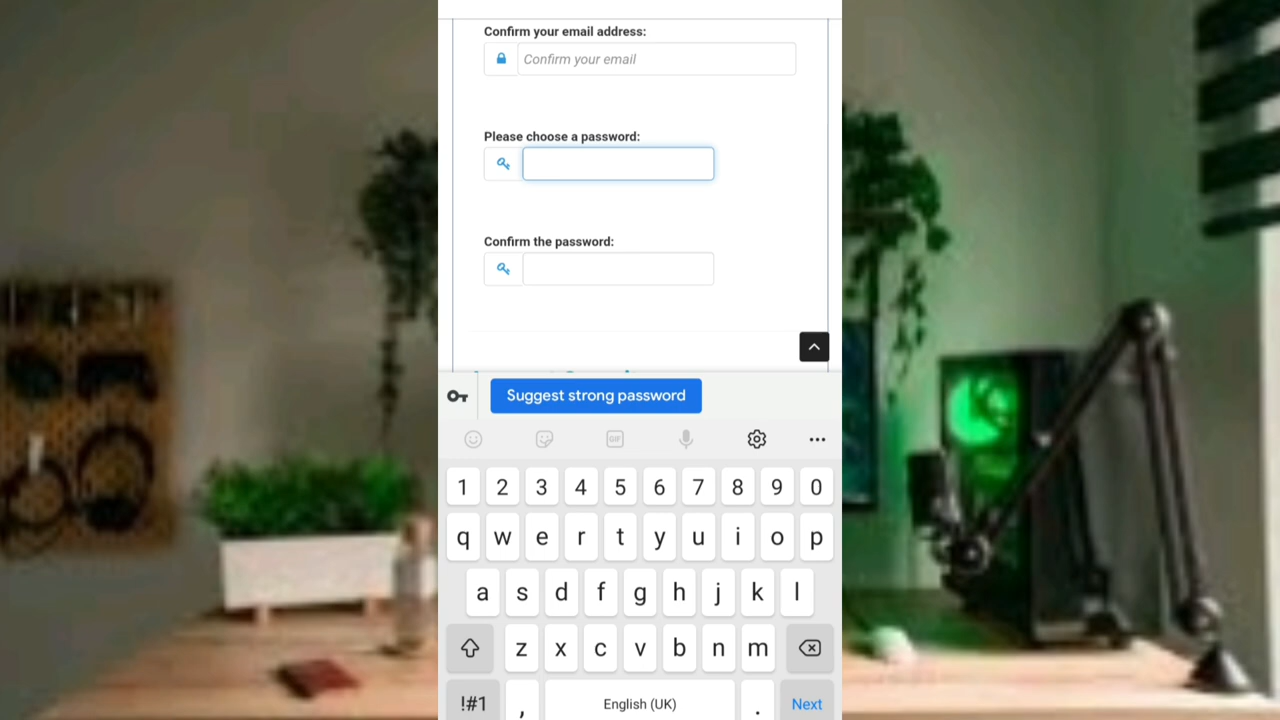 Confirm your email address:
Confirm your email
Please choose a password:
Confirm the password:
Suggest strong password
GIF
1 2 3 4 5 6 7 8 9 0
q w e r t y u i o p
a s d f g h j k l
z x c v b n m
!#1 , English (UK) . Next